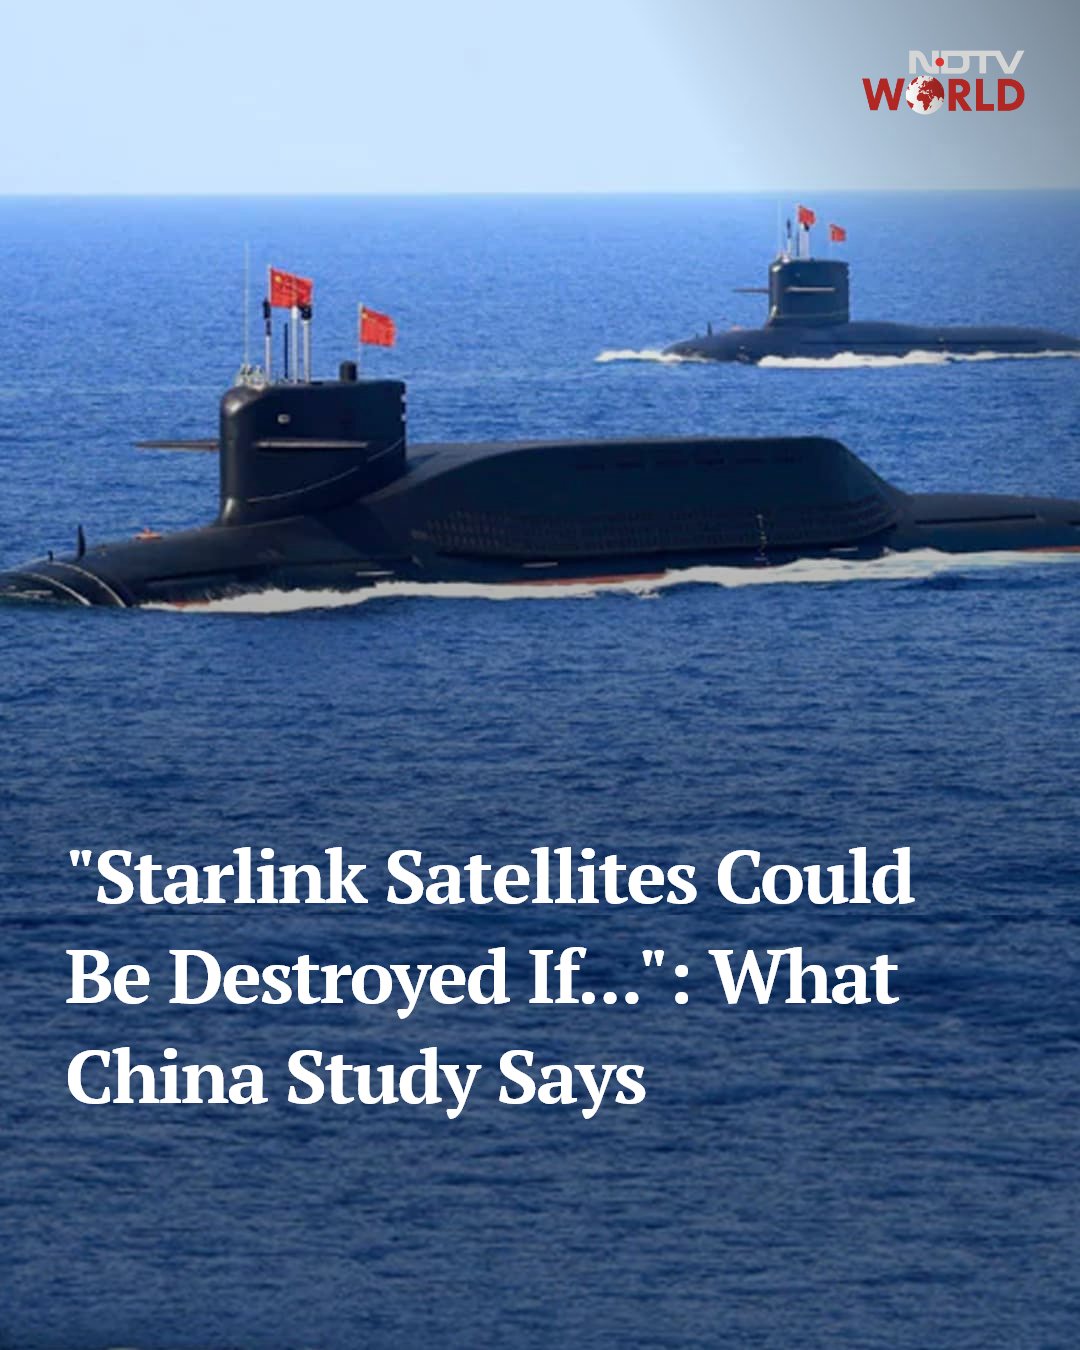 NDTV
WORLD
"Starlink Satellites Could
Be Destroyed If...": What
China Study Says